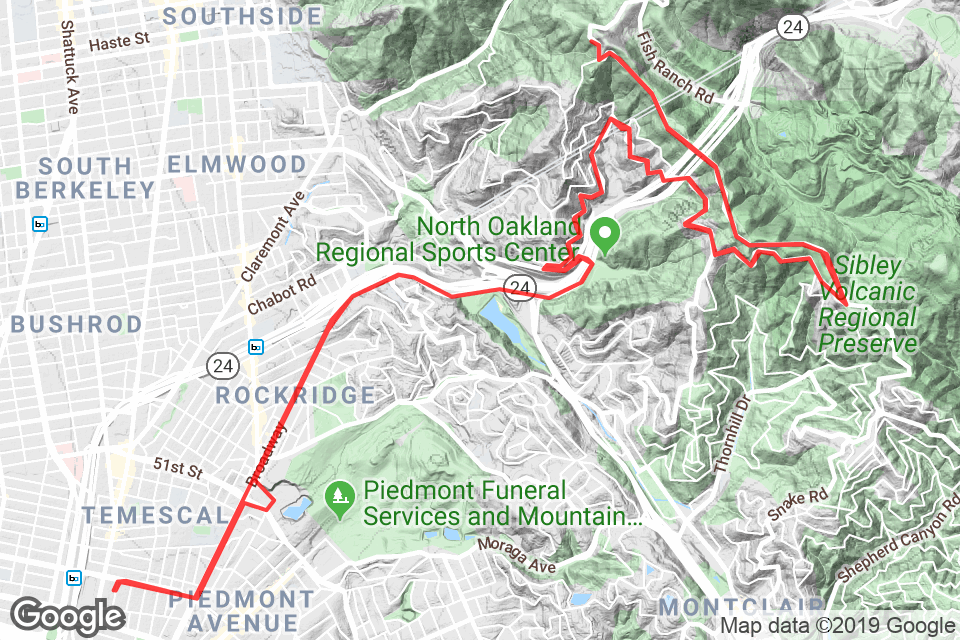 SOUTHSIDE
Haste St
Shattuck Ave
24
Fish Ranch Rd
SOUTH
BERKELEY
ELMWOOD
Claremont Ave
North Oakland
Regional Sports Center
Chabot Rd
24
Sibley
Volcanic
Regional
Preserve
BUSHROD
24
ROCKRIDGE
Broadway
51st St
Thornhill Dr
Piedmont Funeral
Services and Mountain...
TEMESCAL
Snake Rd
Shepherd Canyon Rd
Moraga Ave
PIEDMONT
AVENUE
MONTCLAIR
Google
Map data ©2019 Google